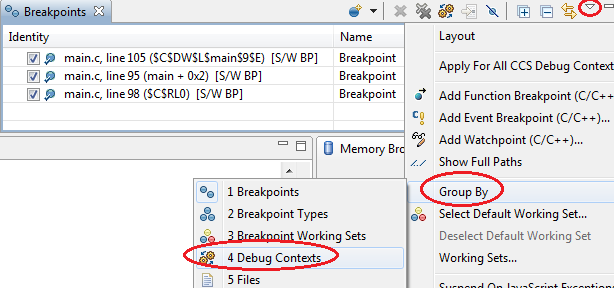 Breakpoints
Identity Name
main.c, line 105 ($C$DW$L$main$9$E) [S/W BP] Breakpoint
main.c, line 95 (main + 0x2) [S/W BP] Breakpoint
main.c, line 98 ($C$RL0) [S/W BP] Breakpoint
Layout
Apply For All CCS Debug Context
Add Function Breakpoint (C/C++)...
Add Event Breakpoint (C/C++)...
Add Watchpoint (C/C++)...
Show Full Paths
Group By
Select Default Working Set...
Deselect Default Working Set
Working Sets...
Suspend On JavaScript Exception
Memory Bro
1 Breakpoints
2 Breakpoint Types
3 Breakpoint Working Sets
4 Debug Contexts
5 Files